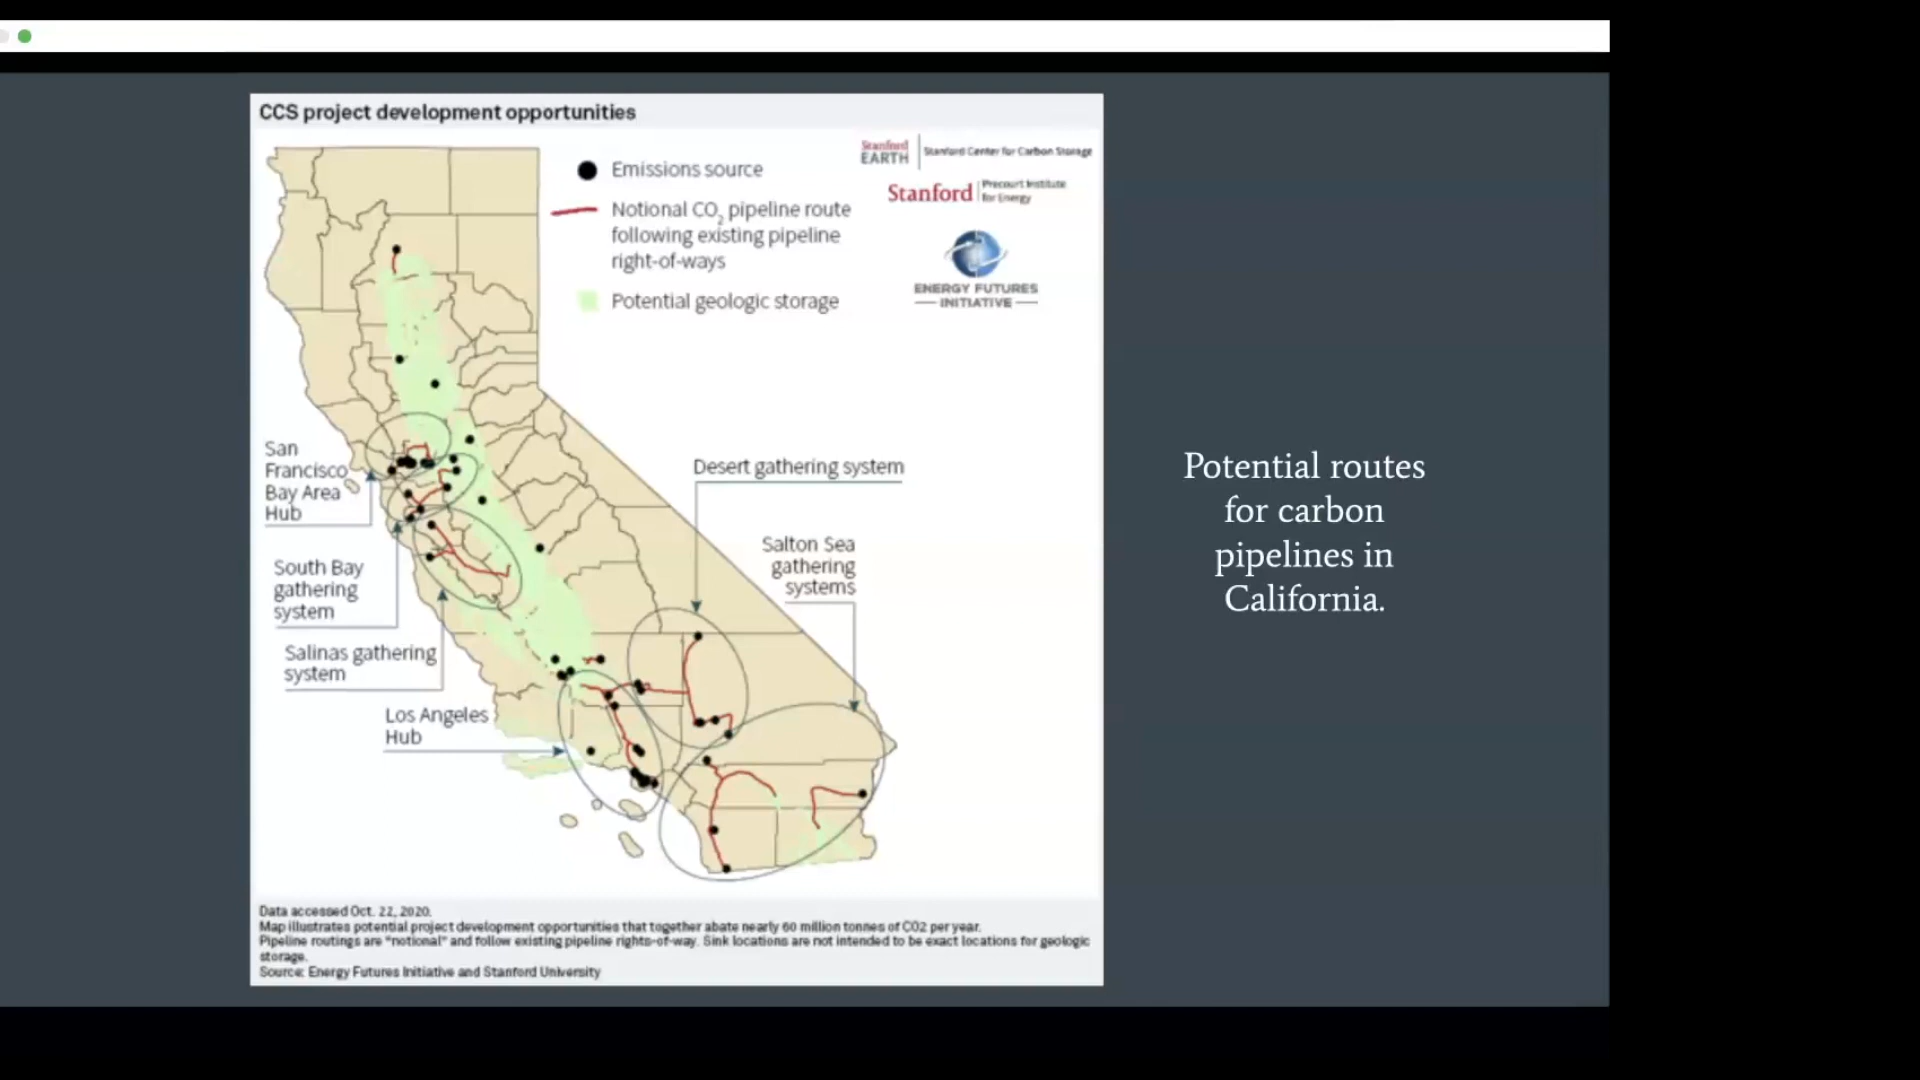 CCS project development opportunities
Stanford
EARTH
Stanford Center for Carbon Storage
Stanford
Precourt Institute
for Energy
ENERGY FUTURES
INITIATIVE
Emissions source
Notional CO2 pipeline route
following existing pipeline
right-of-ways
Potential geologic storage
San
Francisco
Bay Area
Hub
South Bay
gathering
system
Salinas gathering
system
Los Angeles
Hub
Desert gathering system
Salton Sea
gathering
systems
Potential routes
for carbon
pipelines in
California.
Data accessed Oct. 22, 2020.
Map illustrates potential project development opportunities that together abate nearly 60 million tonnes of CO2 per year.
Pipeline routings are "notional" and follow existing pipeline rights-of-way. Sink locations are not intended to be exact locations for geologic
storage.
Source: Energy Futures Initiative and Stanford University